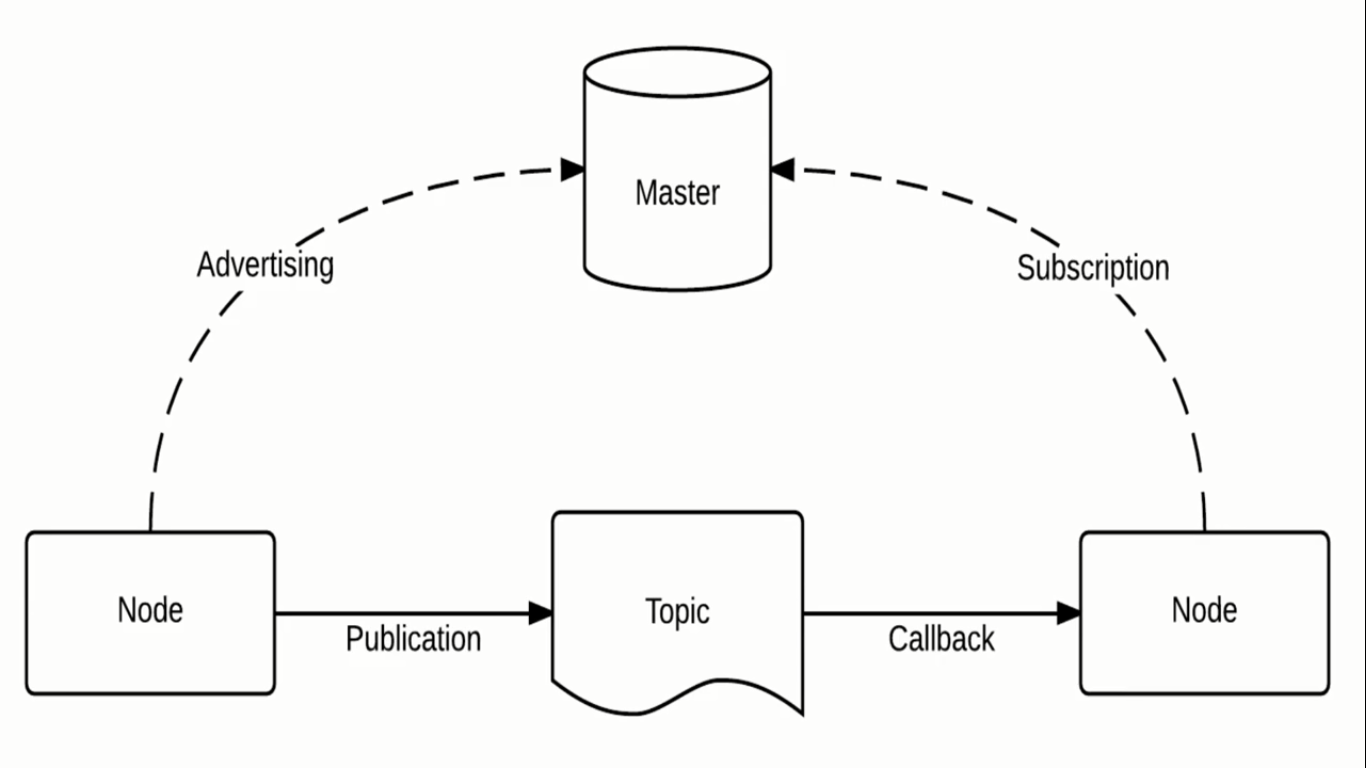 Master
Advertising
Subscription
Node
Topic
Node
Publication
Callback